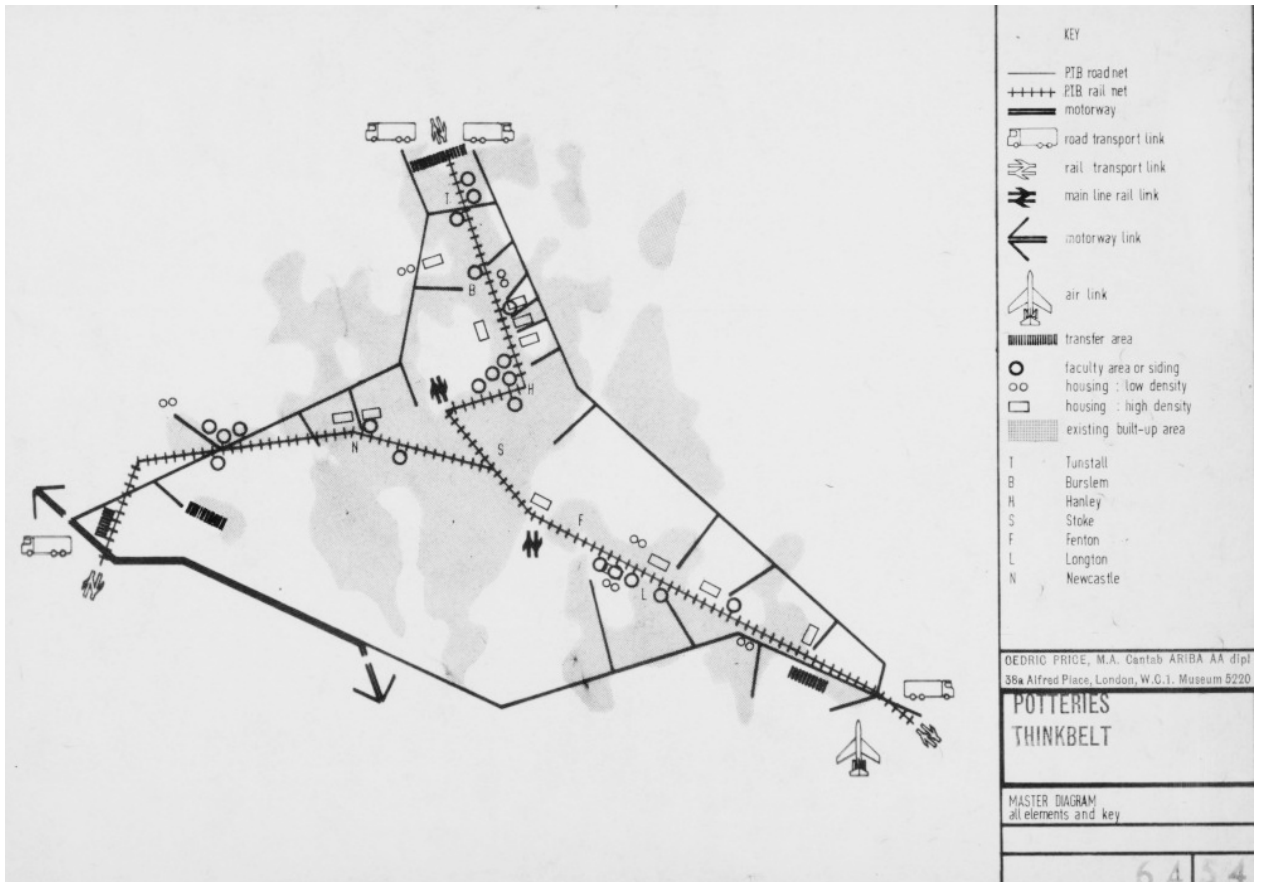 T
B
H
N
S
F
L
KEY
P.T.B road net
P.T.B rail net
motorway
road transport link
rail transport link
main line rail link
motorway link
air link
transfer area
faculty area or siding
housing : low density
housing : high density
existing built-up area
T Tunstall
B Burslem
H Hanley
S Stoke
F Fenton
L Longton
N Newcastle
CEDRIC PRICE, M.A. Cantab ARIBA AA dipl
38a Alfred Place, London, W.C.1. Museum 5220
POTTERIES
THINKBELT
MASTER DIAGRAM
all elements and key
64 54